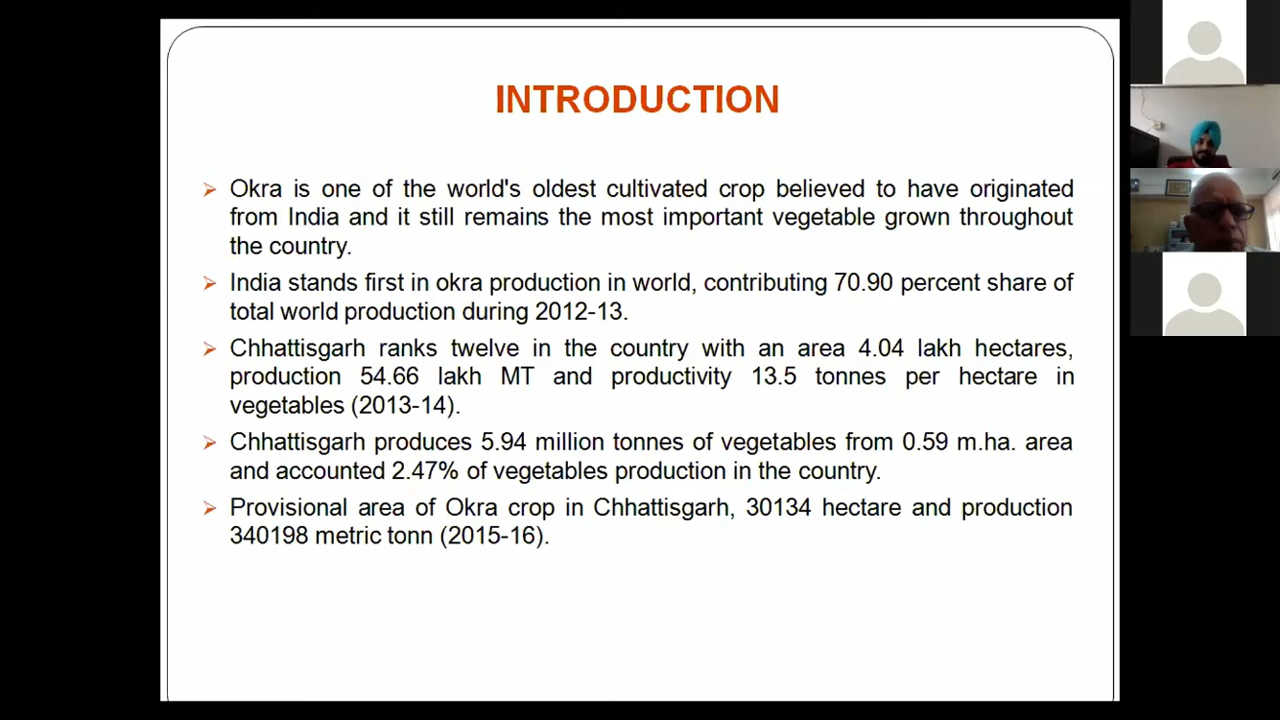 INTRODUCTION
Okra is one of the world's oldest cultivated crop believed to have originated
from India and it still remains the most important vegetable grown throughout
the country.
India stands first in okra production in world, contributing 70.90 percent share of
total world production during 2012-13.
Chhattisgarh ranks twelve in the country with an area 4.04 lakh hectares,
production 54.66 lakh MT and productivity 13.5 tonnes per hectare in
vegetables (2013-14).
Chhattisgarh produces 5.94 million tonnes of vegetables from 0.59 m.ha. area
and accounted 2.47% of vegetables production in the country.
Provisional area of Okra crop in Chhattisgarh, 30134 hectare and production
340198 metric tonn (2015-16).